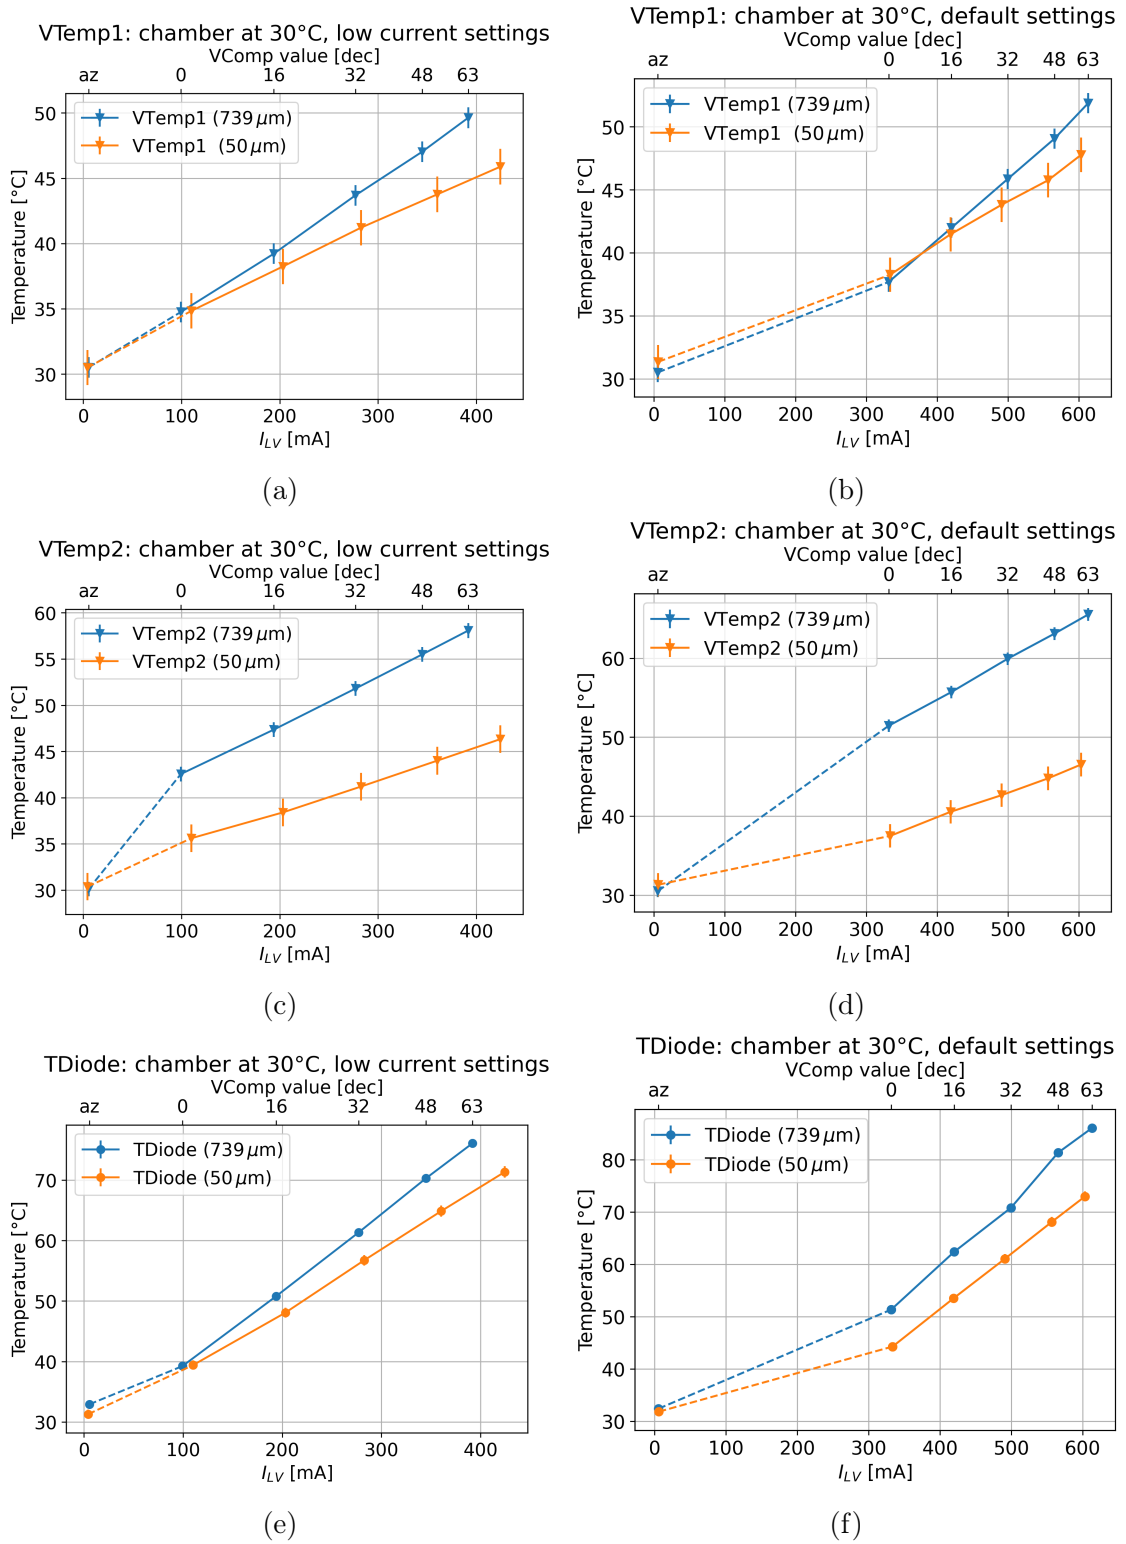 VTemp1: chamber at 30°C, low current settings
VComp value [dec]
az 0 16 32 48 63
VTemp1 (739 μm)
VTemp1 (50 μm)
50
45
40
35
30
Temperature [°C]
0 100 200 300 400
I_LV [mA]
(a)
VTemp1: chamber at 30°C, default settings
VComp value [dec]
az 0 16 32 48 63
VTemp1 (739 μm)
VTemp1 (50 μm)
50
45
40
35
30
Temperature [°C]
0 100 200 300 400 500 600
I_LV [mA]
(b)
VTemp2: chamber at 30°C, low current settings
VComp value [dec]
az 0 16 32 48 63
VTemp2 (739 μm)
VTemp2 (50 μm)
60
55
50
45
40
35
30
Temperature [°C]
0 100 200 300 400
I_LV [mA]
(c)
VTemp2: chamber at 30°C, default settings
VComp value [dec]
az 0 16 32 48 63
VTemp2 (739 μm)
VTemp2 (50 μm)
60
50
40
30
Temperature [°C]
0 100 200 300 400 500 600
I_LV [mA]
(d)
TDiode: chamber at 30°C, low current settings
VComp value [dec]
az 0 16 32 48 63
TDiode (739 μm)
TDiode (50 μm)
70
60
50
40
30
Temperature [°C]
0 100 200 300 400
I_LV [mA]
(e)
TDiode: chamber at 30°C, default settings
VComp value [dec]
az 0 16 32 48 63
TDiode (739 μm)
TDiode (50 μm)
80
70
60
50
40
30
Temperature [°C]
0 100 200 300 400 500 600
I_LV [mA]
(f)